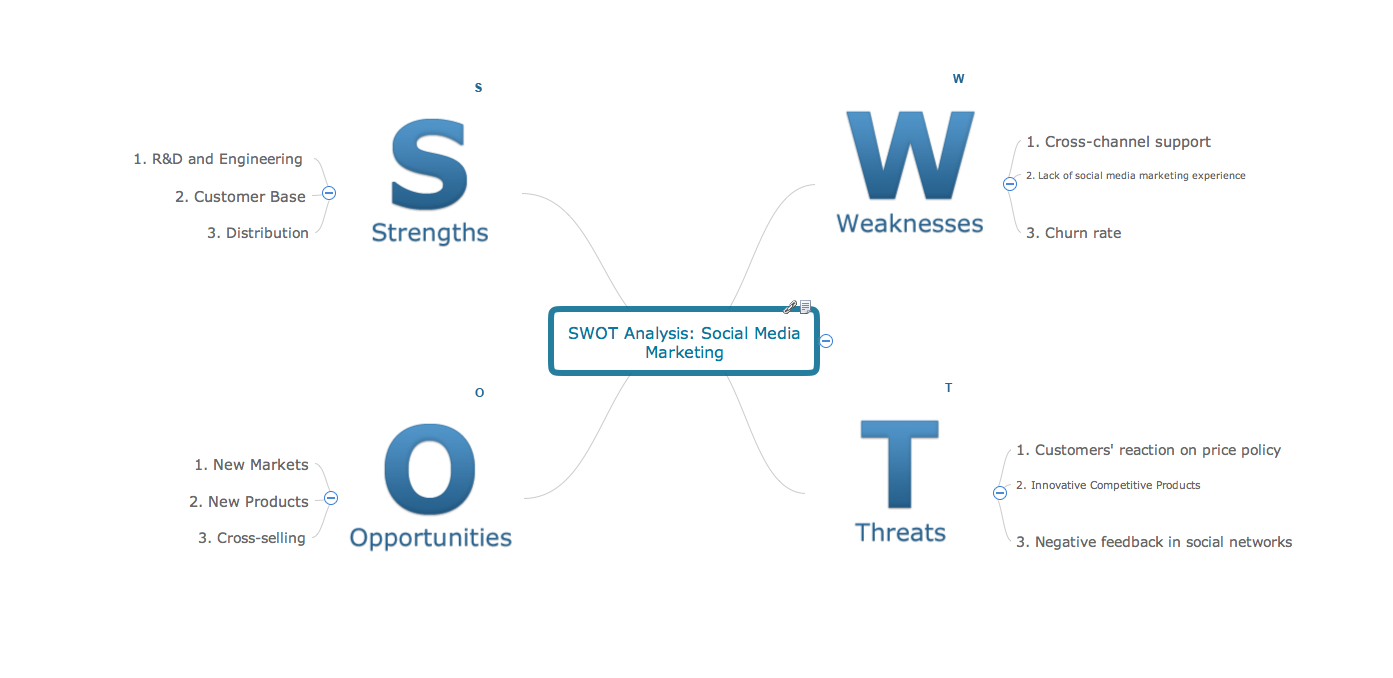 S
S
Strengths
1. R&D and Engineering
2. Customer Base
3. Distribution
W
W
Weaknesses
1. Cross-channel support
2. Lack of social media marketing experience
3. Churn rate
SWOT Analysis: Social Media
Marketing
O
O
Opportunities
1. New Markets
2. New Products
3. Cross-selling
T
T
Threats
1. Customers' reaction on price policy
2. Innovative Competitive Products
3. Negative feedback in social networks